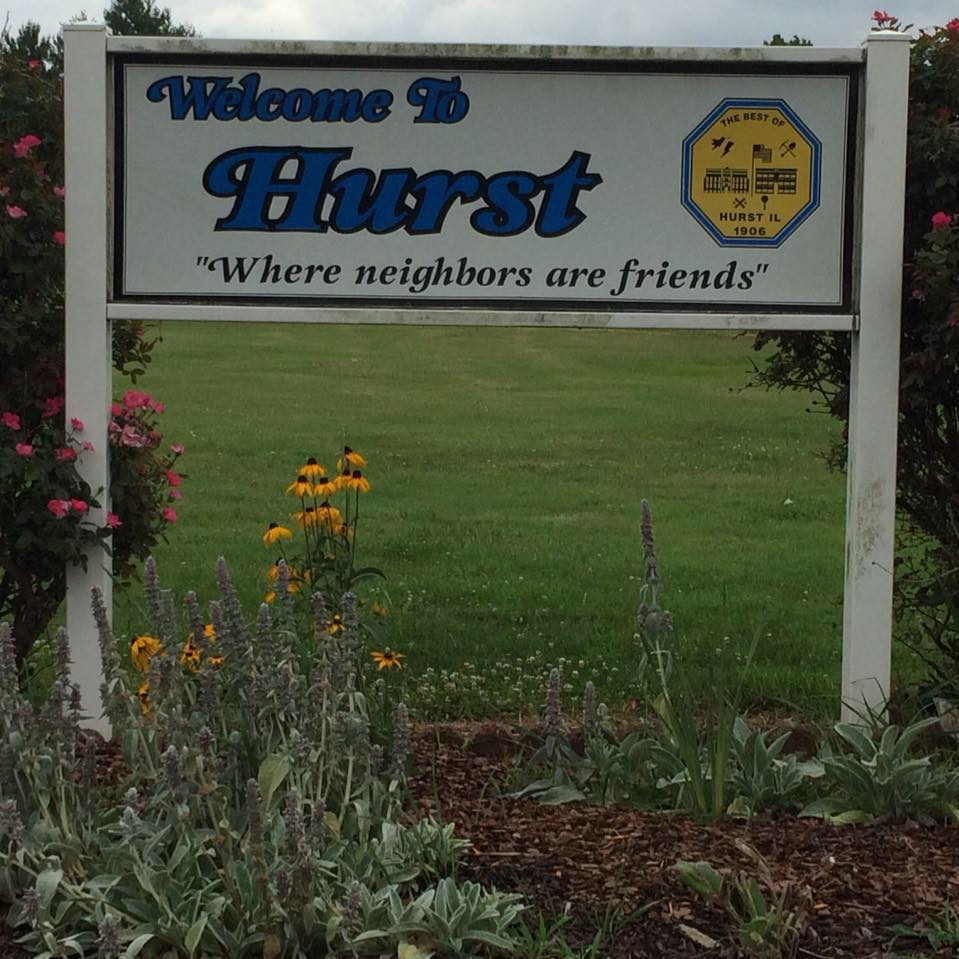 Welcome To
Hurst
"Where neighbors are friends"
THE BEST OF
HURST IL
1906